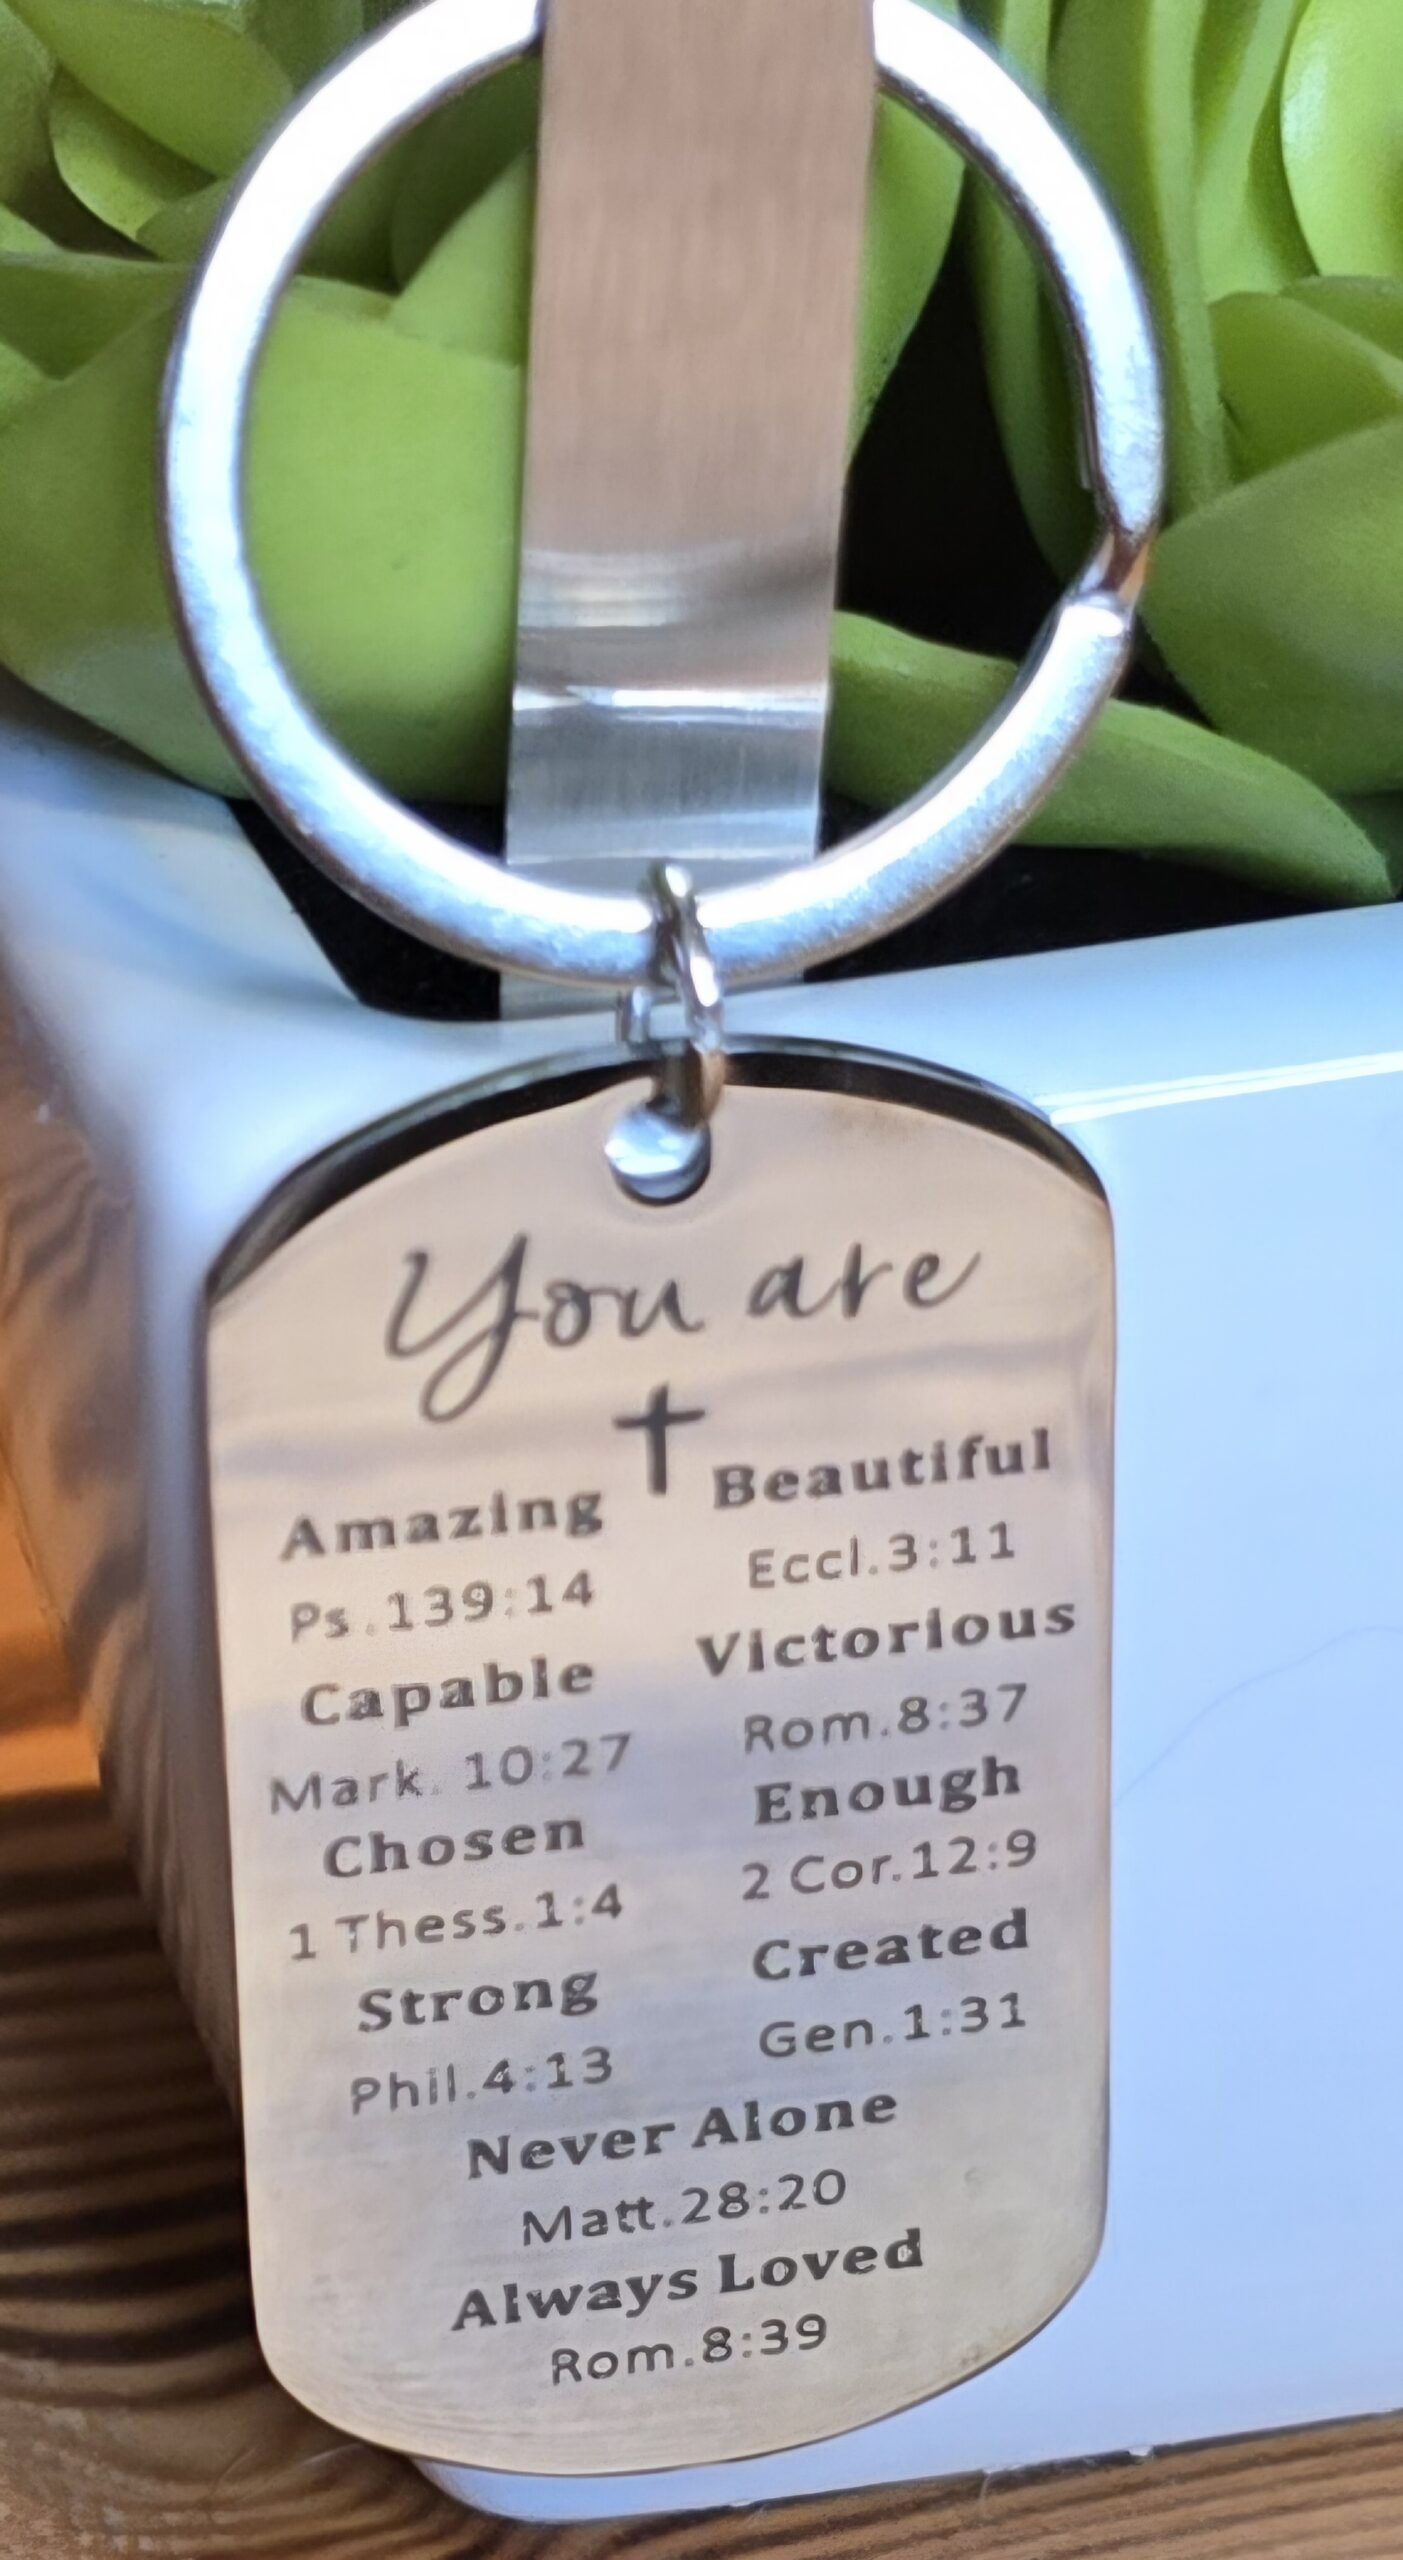 You are
Amazing Beautiful
Ps.139:14 Eccl.3:11
Capable Victorious
Mark. 10:27 Rom.8:37
Chosen Enough
1 Thess.1:4 2 Cor.12:9
Strong Created
Phil.4:13 Gen.1:31
Never Alone
Matt.28:20
Always Loved
Rom.8:39